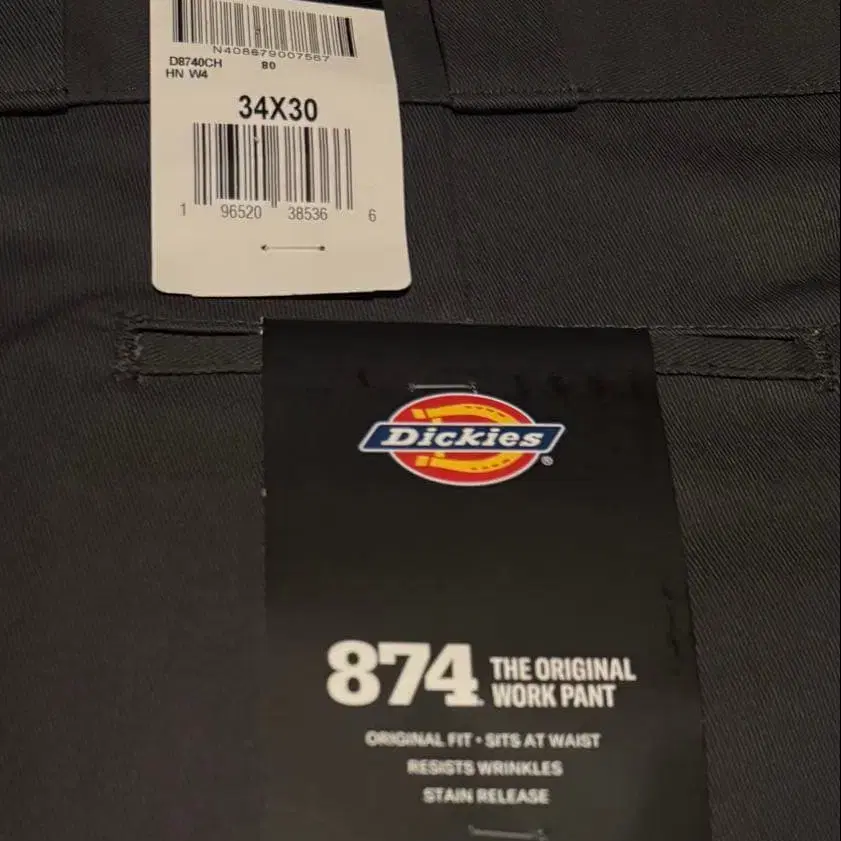 N408679007567
D8740CH 80
HN W4
34X30
1 96520 38536 6
Dickies®
874 THE ORIGINAL
WORK PANT
ORIGINAL FIT • SITS AT WAIST
RESISTS WRINKLES
STAIN RELEASE